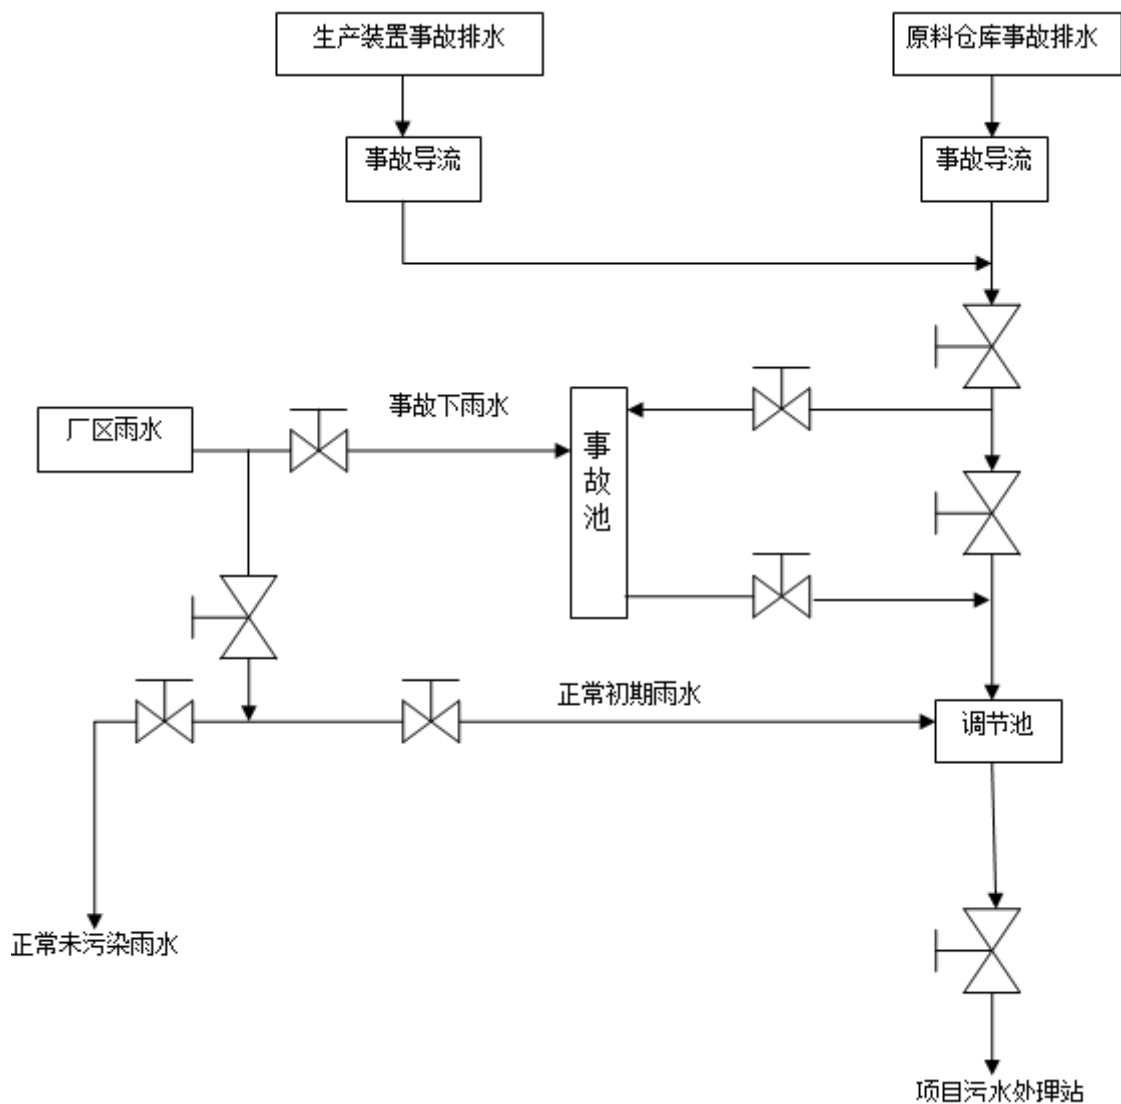 生产装置事故排水
原料仓库事故排水
事故导流
事故导流
事故下雨水
厂区雨水
事故池
正常初期雨水
调节池
正常未污染雨水
项目污水处理站